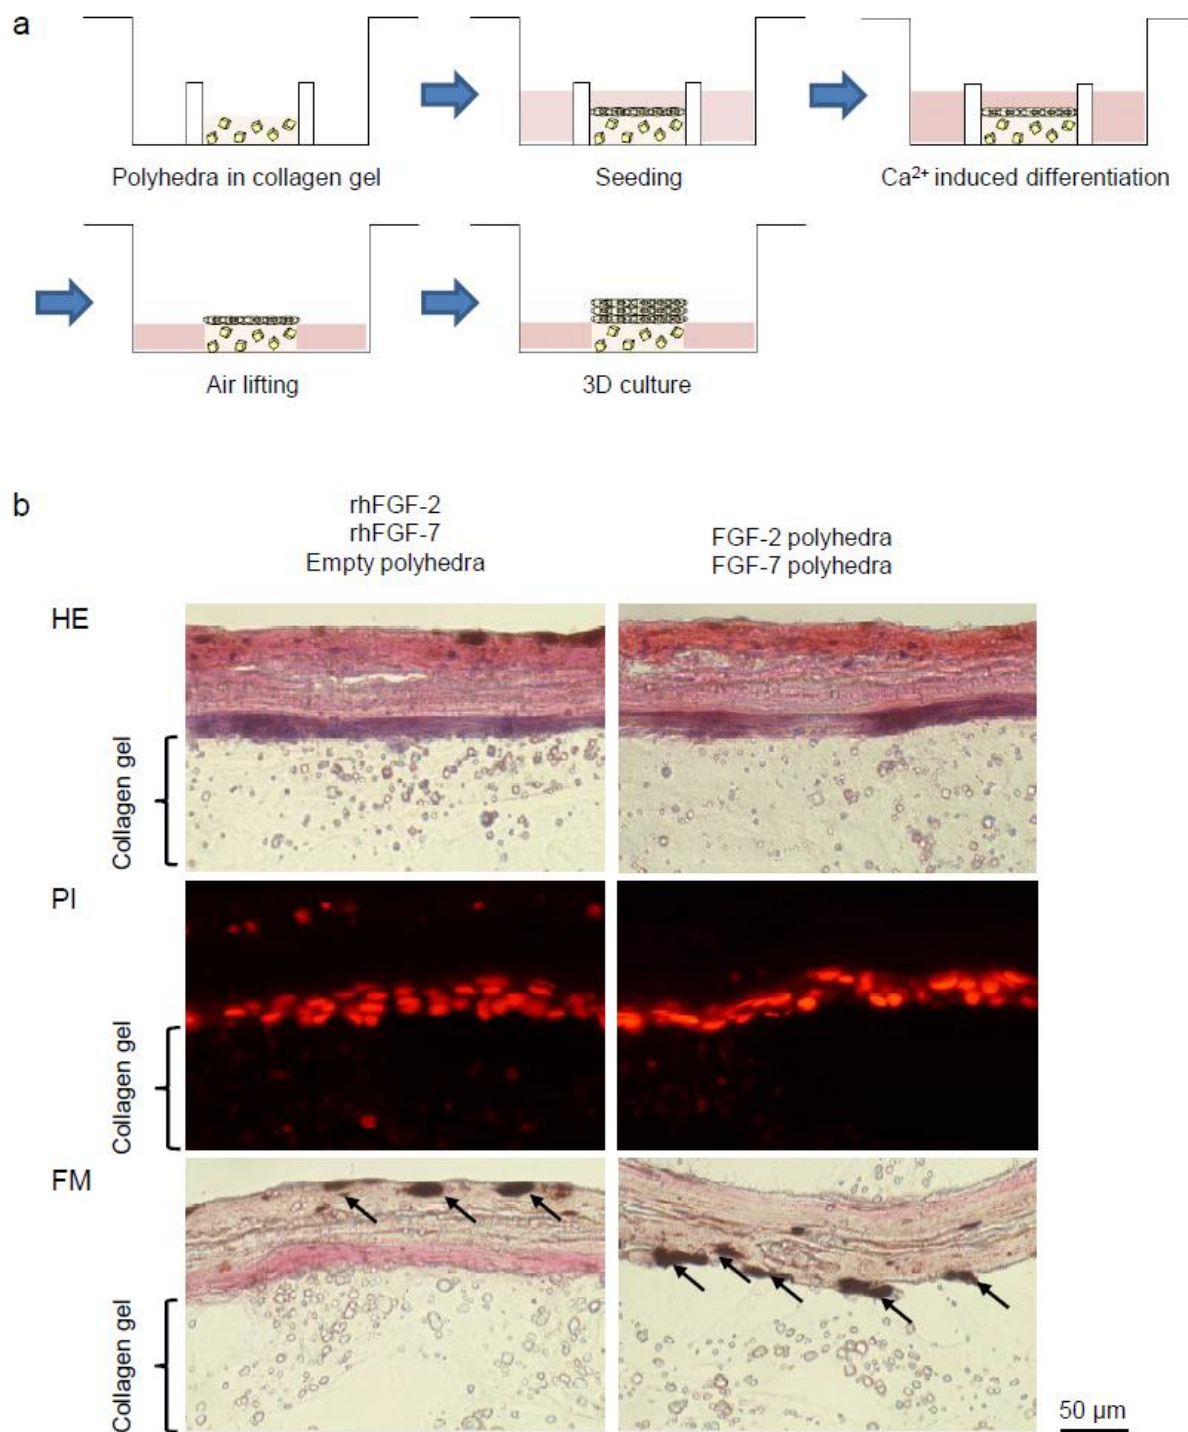 a
Polyhedra in collagen gel
Seeding
Ca²⁺ induced differentiation
Air lifting
3D culture
b
rhFGF-2
rhFGF-7
Empty polyhedra
FGF-2 polyhedra
FGF-7 polyhedra
HE
Collagen gel
PI
Collagen gel
FM
Collagen gel
50 µm